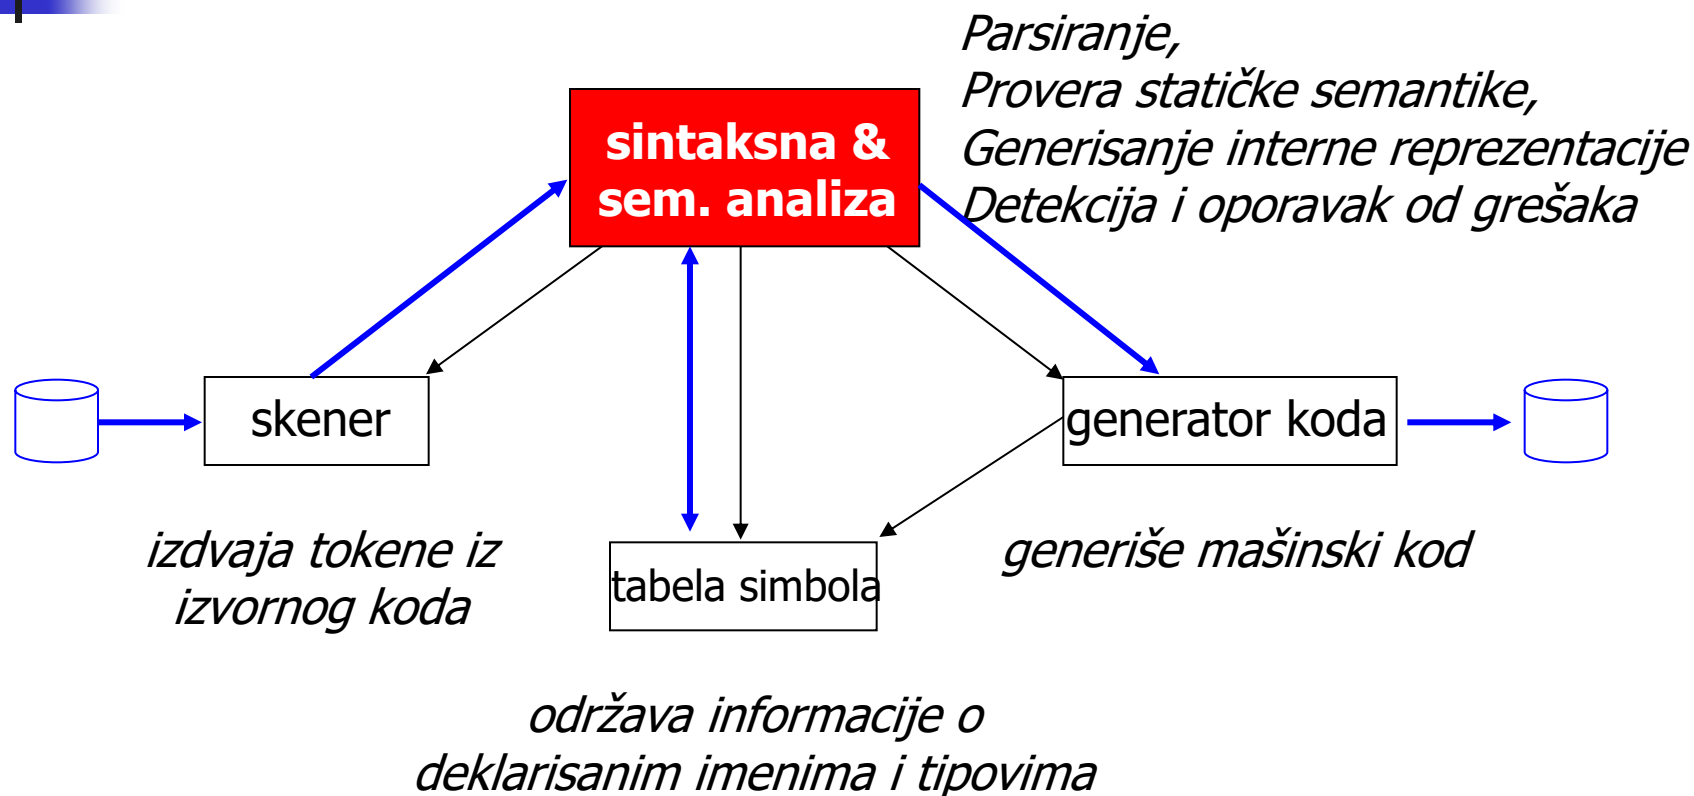 Parsiranje,
Provera statičke semantike,
Generisanje interne reprezentacije
Detekcija i oporavak od grešaka
sintaksna &
sem. analiza
skener
generator koda
izdvaja tokene iz
izvornog koda
tabela simbola
generiše mašinski kod
održava informacije o
deklarisanim imenima i tipovima